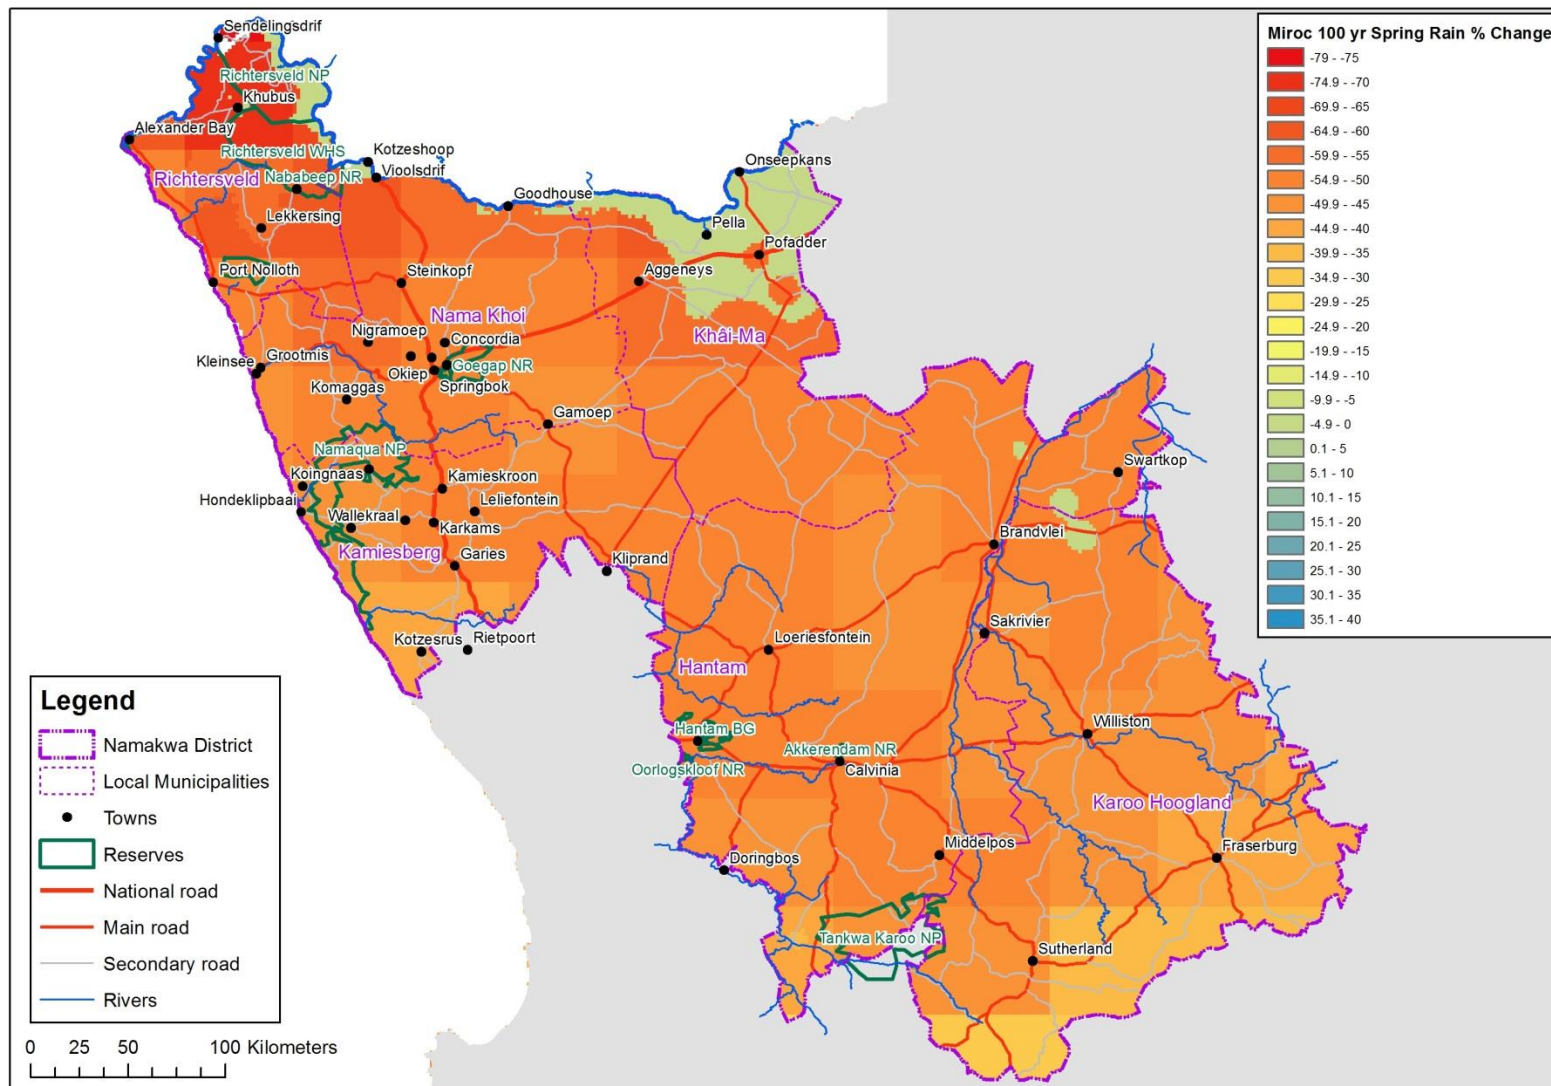 Miroc 100 yr Spring Rain % Change
-79 - -75
-74.9 - -70
-69.9 - -65
-64.9 - -60
-59.9 - -55
-54.9 - -50
-49.9 - -45
-44.9 - -40
-39.9 - -35
-34.9 - -30
-29.9 - -25
-24.9 - -20
-19.9 - -15
-14.9 - -10
-9.9 - -5
-4.9 - 0
0.1 - 5
5.1 - 10
10.1 - 15
15.1 - 20
20.1 - 25
25.1 - 30
30.1 - 35
35.1 - 40
Sendelingsdrif
Richtersveld NP
Khubus
Alexander Bay
Richtersveld WHS
Kotzeshoop
Richtersveld
Nababeep NR
Vioolsdrif
Onseepkans
Goodhouse
Lekkersing
Pella
Pofadder
Port Nolloth
Steinkopf
Aggeneys
Nama Khoi
Khâi-Ma
Nigramoep
Concordia
Kleinsee
Grootmis
Okiep
Goegap NR
Springbok
Komaggas
Gamoep
Namaqua NP
Koingnaas
Kamieskroon
Swartkop
Hondeklipbaai
Leliefontein
Wallekraal
Karkams
Brandvlei
Kamiesberg
Garies
Kliprand
Kotzesrus
Rietpoort
Loeriesfontein
Sakrivier
Hantam
Hantam BG
Akkerendam NR
Williston
Oorlogskloof NR
Calvinia
Karoo Hoogland
Middelpos
Fraserburg
Doringbos
Tankwa Karoo NP
Sutherland
Legend
Namakwa District
Local Municipalities
Towns
Reserves
National road
Main road
Secondary road
Rivers
0 25 50 100 Kilometers